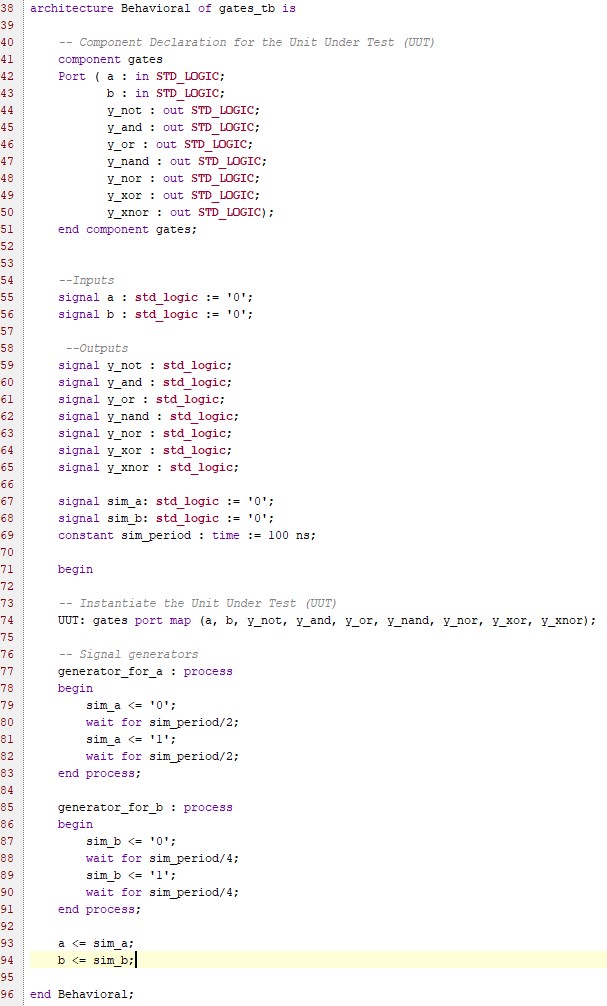 38 architecture Behavioral of gates_tb is
39
40 -- Component Declaration for the Unit Under Test (UUT)
41 component gates
42 Port ( a : in STD_LOGIC;
43 b : in STD_LOGIC;
44 y_not : out STD_LOGIC;
45 y_and : out STD_LOGIC;
46 y_or : out STD_LOGIC;
47 y_nand : out STD_LOGIC;
48 y_nor : out STD_LOGIC;
49 y_xor : out STD_LOGIC;
50 y_xnor : out STD_LOGIC);
51 end component gates;
52
53
54 --Inputs
55 signal a : std_logic := '0';
56 signal b : std_logic := '0';
57
58 --Outputs
59 signal y_not : std_logic;
60 signal y_and : std_logic;
61 signal y_or : std_logic;
62 signal y_nand : std_logic;
63 signal y_nor : std_logic;
64 signal y_xor : std_logic;
65 signal y_xnor : std_logic;
66
67 signal sim_a: std_logic := '0';
68 signal sim_b: std_logic := '0';
69 constant sim_period : time := 100 ns;
70
71 begin
72
73 -- Instantiate the Unit Under Test (UUT)
74 UUT: gates port map (a, b, y_not, y_and, y_or, y_nand, y_nor, y_xor, y_xnor);
75
76 -- Signal generators
77 generator_for_a : process
78 begin
79 sim_a <= '0';
80 wait for sim_period/2;
81 sim_a <= '1';
82 wait for sim_period/2;
83 end process;
84
85 generator_for_b : process
86 begin
87 sim_b <= '0';
88 wait for sim_period/4;
89 sim_b <= '1';
90 wait for sim_period/4;
91 end process;
92
93 a <= sim_a;
94 b <= sim_b;
95
96 end Behavioral;